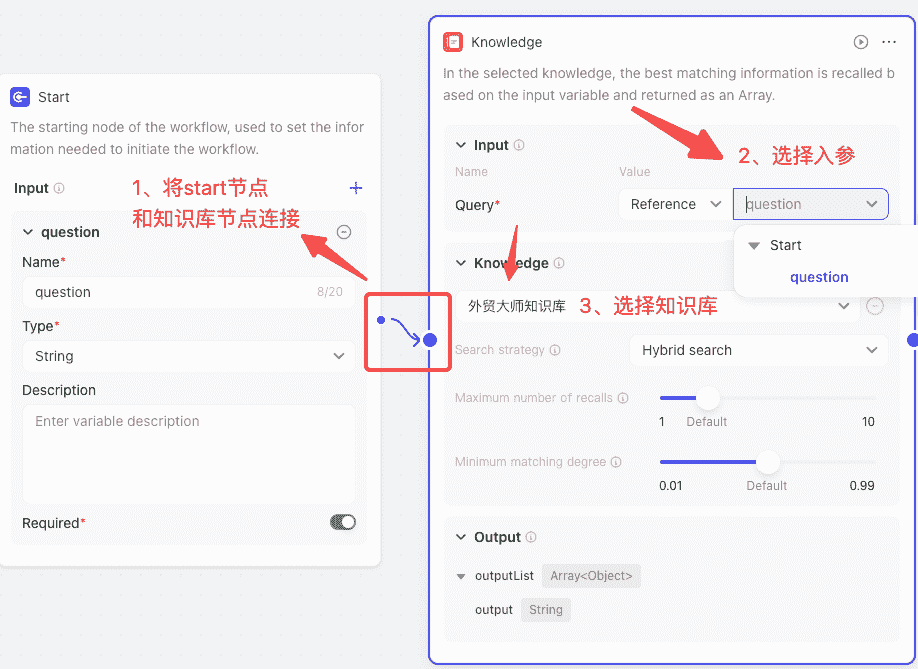 Start
The starting node of the workflow, used to set the infor
mation needed to initiate the workflow.
Input
1、将start节点
和知识库节点连接
question
Name*
question
8/20
Type*
String
Description
Enter variable description
Required*
Knowledge
In the selected knowledge, the best matching information is recalled b
ased on the input variable and returned as an Array.
Input
2、选择入参
Name
Value
Query*
Reference
question
Start
question
Knowledge
外贸大师知识库
3、选择知识库
Search strategy
Hybrid search
Maximum number of recalls
1
Default
10
Minimum matching degree
0.01
Default
0.99
Output
outputList
Array<Object>
output
String